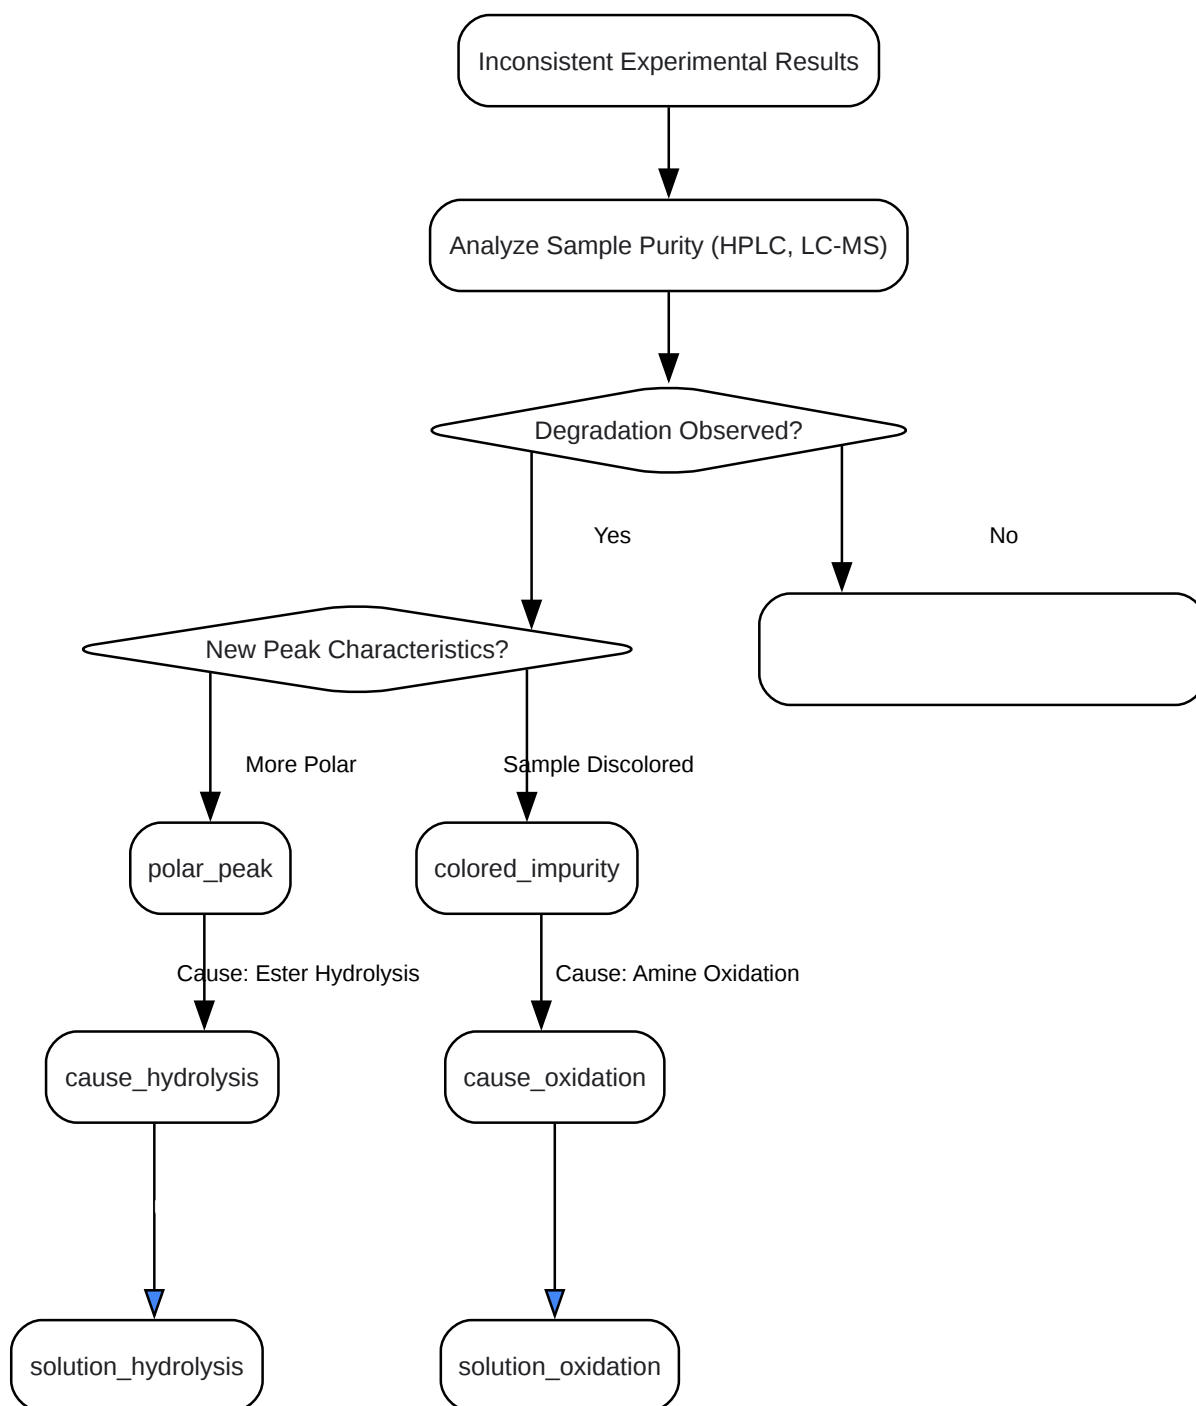 Inconsistent Experimental Results
Analyze Sample Purity (HPLC, LC-MS)
Degradation Observed?
Yes
No
New Peak Characteristics?
More Polar
Sample Discolored
polar_peak
colored_impurity
Cause: Ester Hydrolysis
Cause: Amine Oxidation
cause_hydrolysis
cause_oxidation
solution_hydrolysis
solution_oxidation